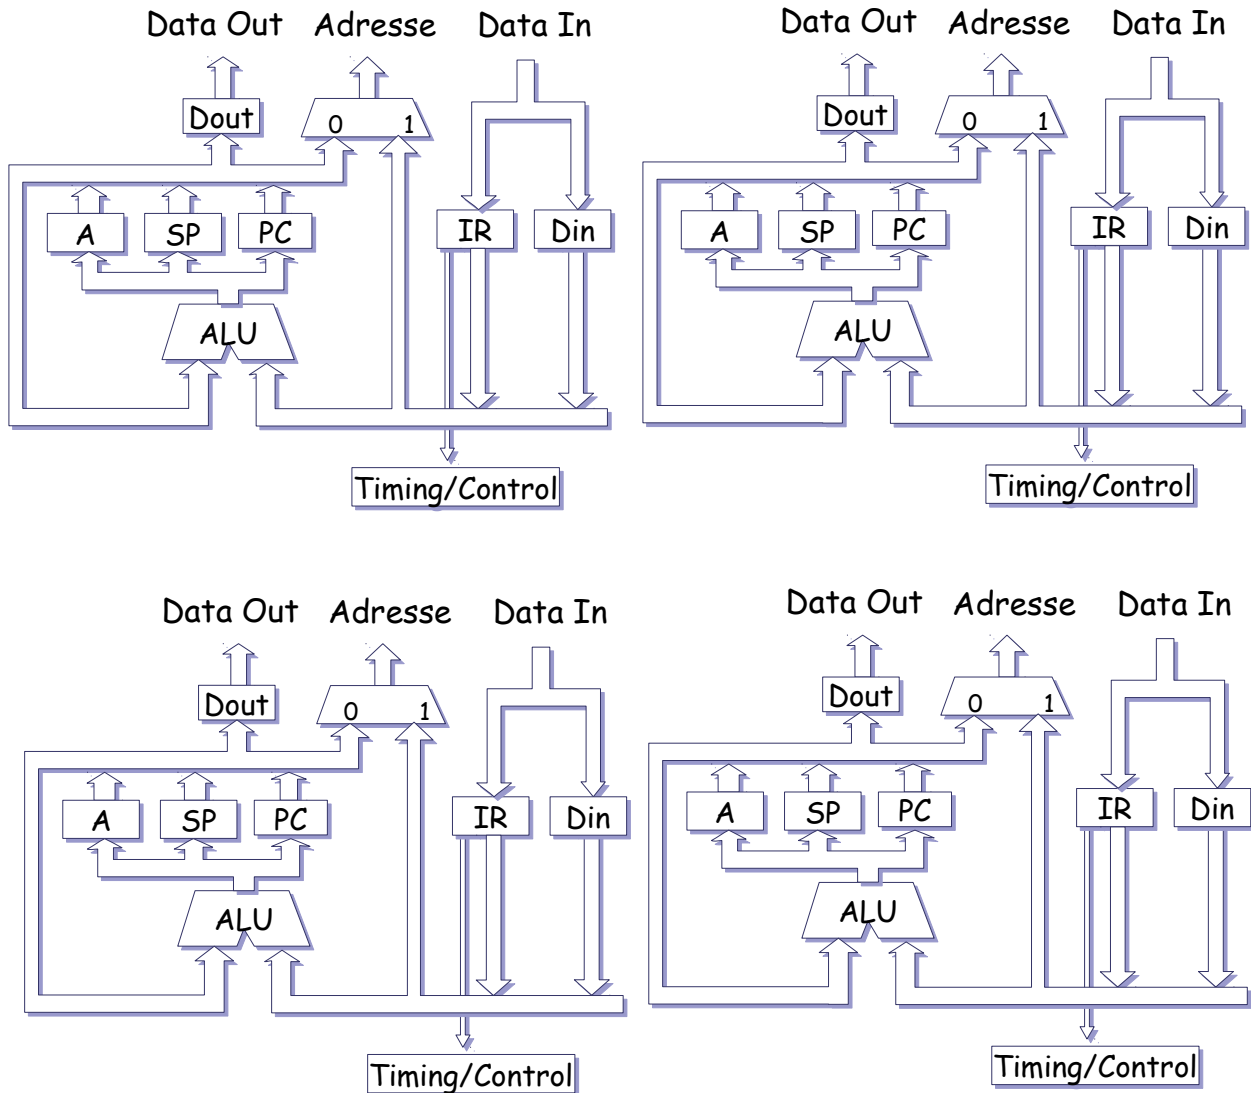 Data Out Adresse Data In
Dout 0 1
A SP PC IR Din
ALU
Timing/Control
Data Out Adresse Data In
Dout 0 1
A SP PC IR Din
ALU
Timing/Control
Data Out Adresse Data In
Dout 0 1
A SP PC IR Din
ALU
Timing/Control
Data Out Adresse Data In
Dout 0 1
A SP PC IR Din
ALU
Timing/Control